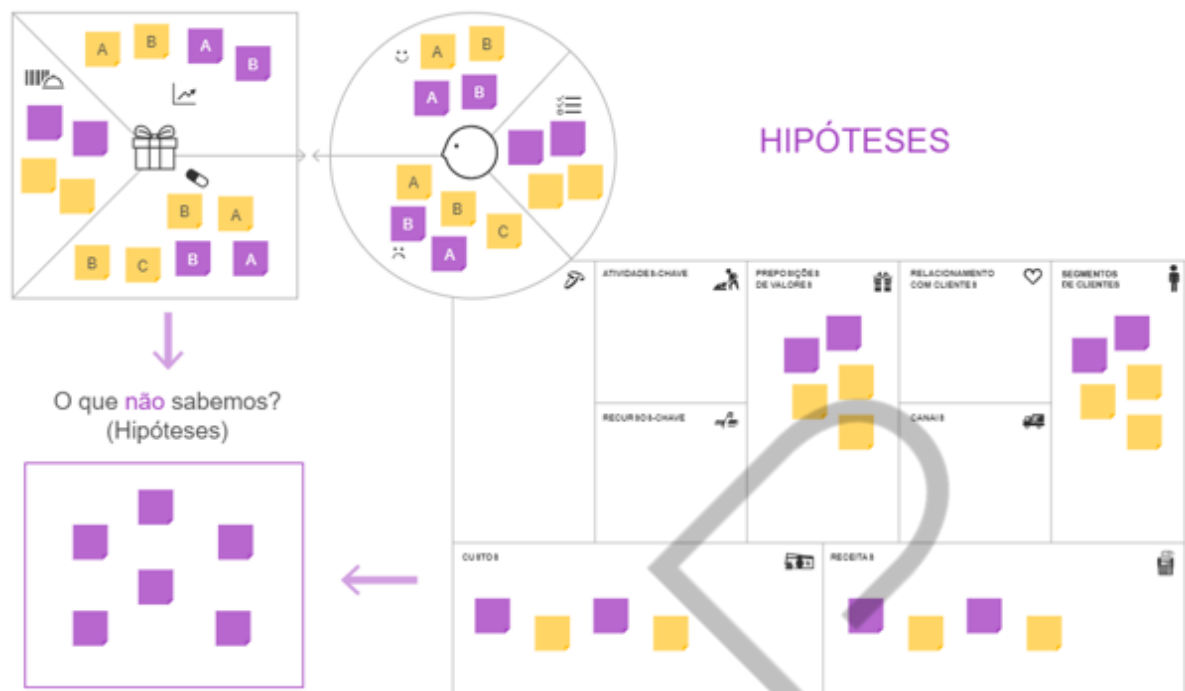 A
B
A
B
A
B
A
B
HIPÓTESES
A
B
B
C
A
B
A
B
C
B
A
ATIVIDADES-CHAVE
PREPOSIÇÕES
DE VALORES
RELACIONAMENTO
COM CLIENTES
SEGMENTOS
DE CLIENTES
O que não sabemos?
(Hipóteses)
RECURSOS-CHAVE
CANAIS
CUSTOS
RECEITAS